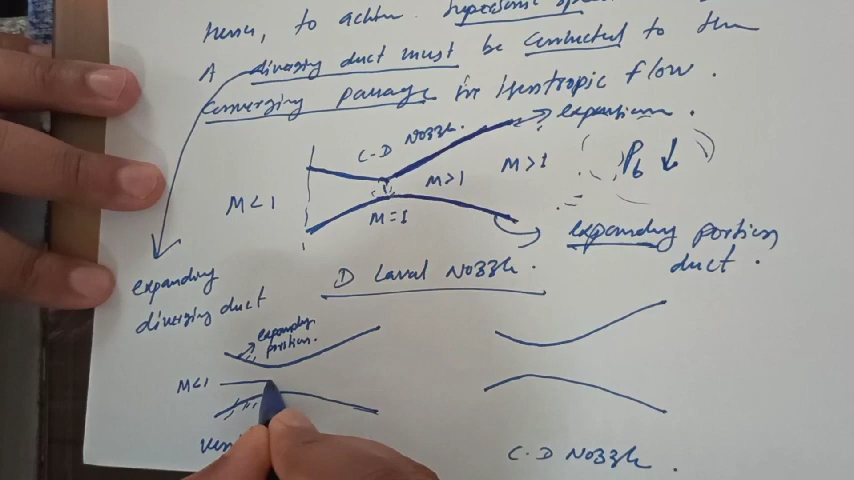 Hence, to achieve Supersonic
A diverging duct must be connected to the
converging passage in Isentropic flow.
C-D Nozzle.
expansion.
M<1
M=1
M>1
M>1
Pb ↓
expanding portion
duct.
D Laval Nozzle.
expanding
diverging duct
expanding
portion.
M<1
C.D Nozzle.